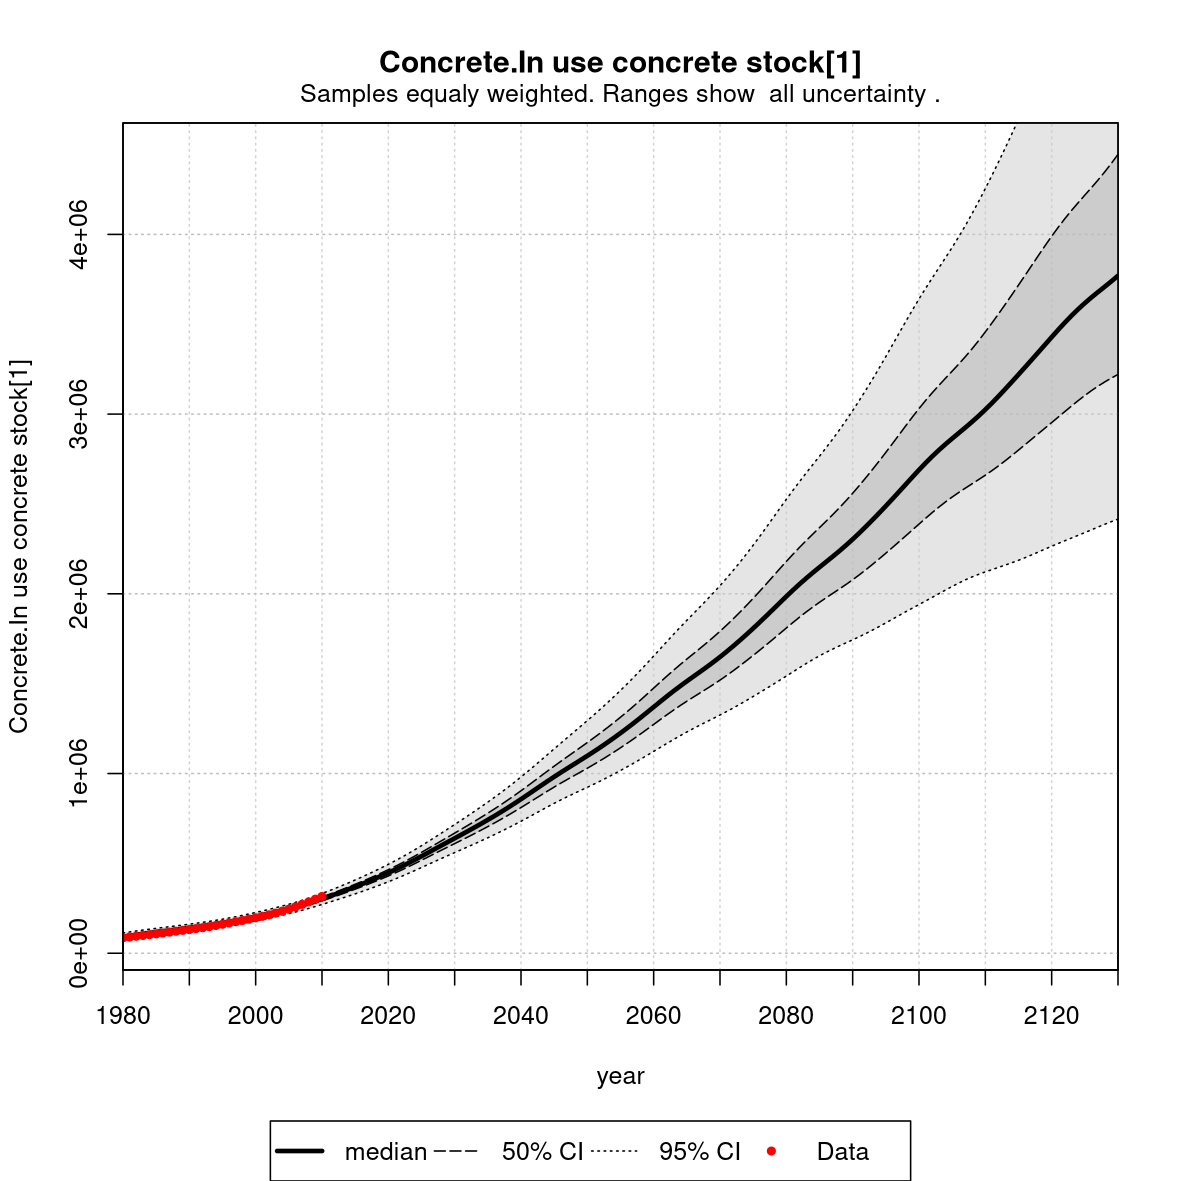 Concrete.In use concrete stock[1]
Samples equaly weighted. Ranges show  all uncertainty .
Concrete.In use concrete stock[1]
4e+06
3e+06
2e+06
1e+06
0e+00
1980 2000 2020 2040 2060 2080 2100 2120
year
median 50% CI 95% CI Data